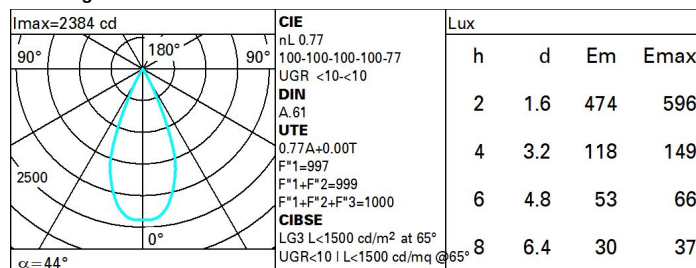 Imax=2384 cd
90° 180° 90°
2500
0°
α=44°
CIE
nL 0.77
100-100-100-100-77
UGR <10-<10
DIN
A.61
UTE
0.77A+0.00T
F"1=997
F"1+F"2=999
F"1+F"2+F"3=1000
CIBSE
LG3 L<1500 cd/m² at 65°
UGR<10 | L<1500 cd/mq @65°
Lux
h d Em Emax
2 1.6 474 596
4 3.2 118 149
6 4.8 53 66
8 6.4 30 37